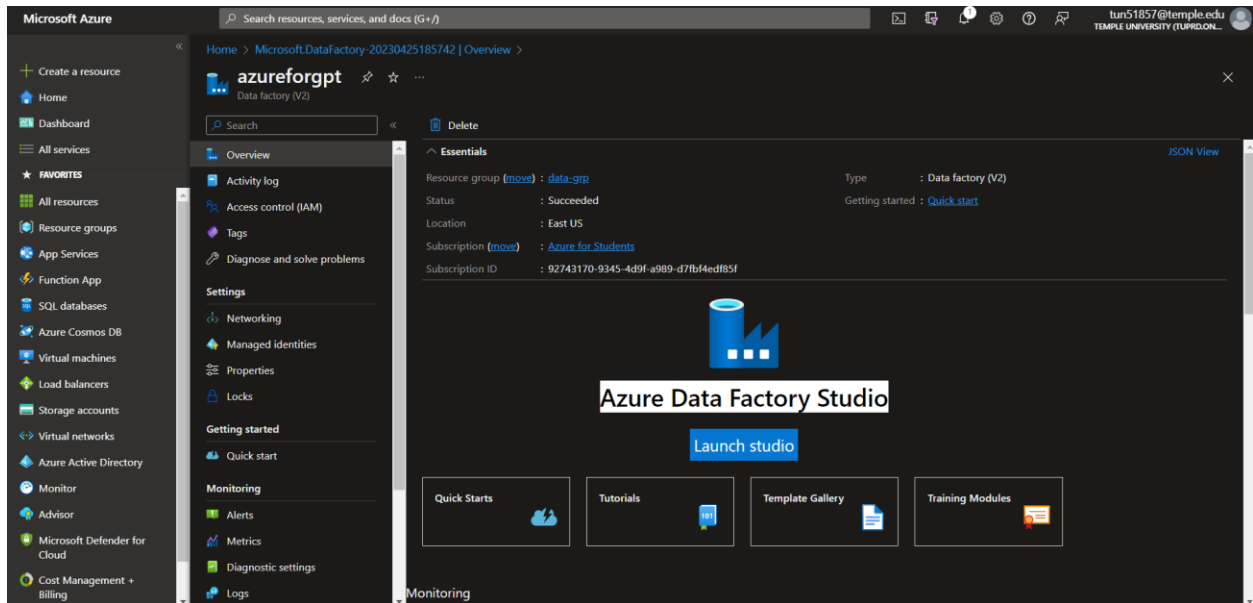 Microsoft Azure
Search resources, services, and docs (G+/)
1
tun51857@temple.edu
TEMPLE UNIVERSITY (TUPRD.ON...
Create a resource
Home
Dashboard
All services
FAVORITES
All resources
Resource groups
App Services
Function App
SQL databases
Azure Cosmos DB
Virtual machines
Load balancers
Storage accounts
Virtual networks
Azure Active Directory
Monitor
Advisor
Microsoft Defender for
Cloud
Cost Management +
Billing
Home > Microsoft.DataFactory-20230425185742 | Overview >
azureforgpt
Data factory (V2)
Search
Overview
Activity log
Access control (IAM)
Tags
Diagnose and solve problems
Settings
Networking
Managed identities
Properties
Locks
Getting started
Quick start
Monitoring
Alerts
Metrics
Diagnostic settings
Logs
Delete
Essentials
JSON View
Resource group (move) : data-grp
Status : Succeeded
Location : East US
Subscription (move) : Azure for Students
Subscription ID : 92743170-9345-4d9f-a989-d7fbf4edf85f
Type : Data factory (V2)
Getting started : Quick start
Azure Data Factory Studio
Launch studio
Quick Starts
Tutorials
101
Template Gallery
Training Modules
Monitoring